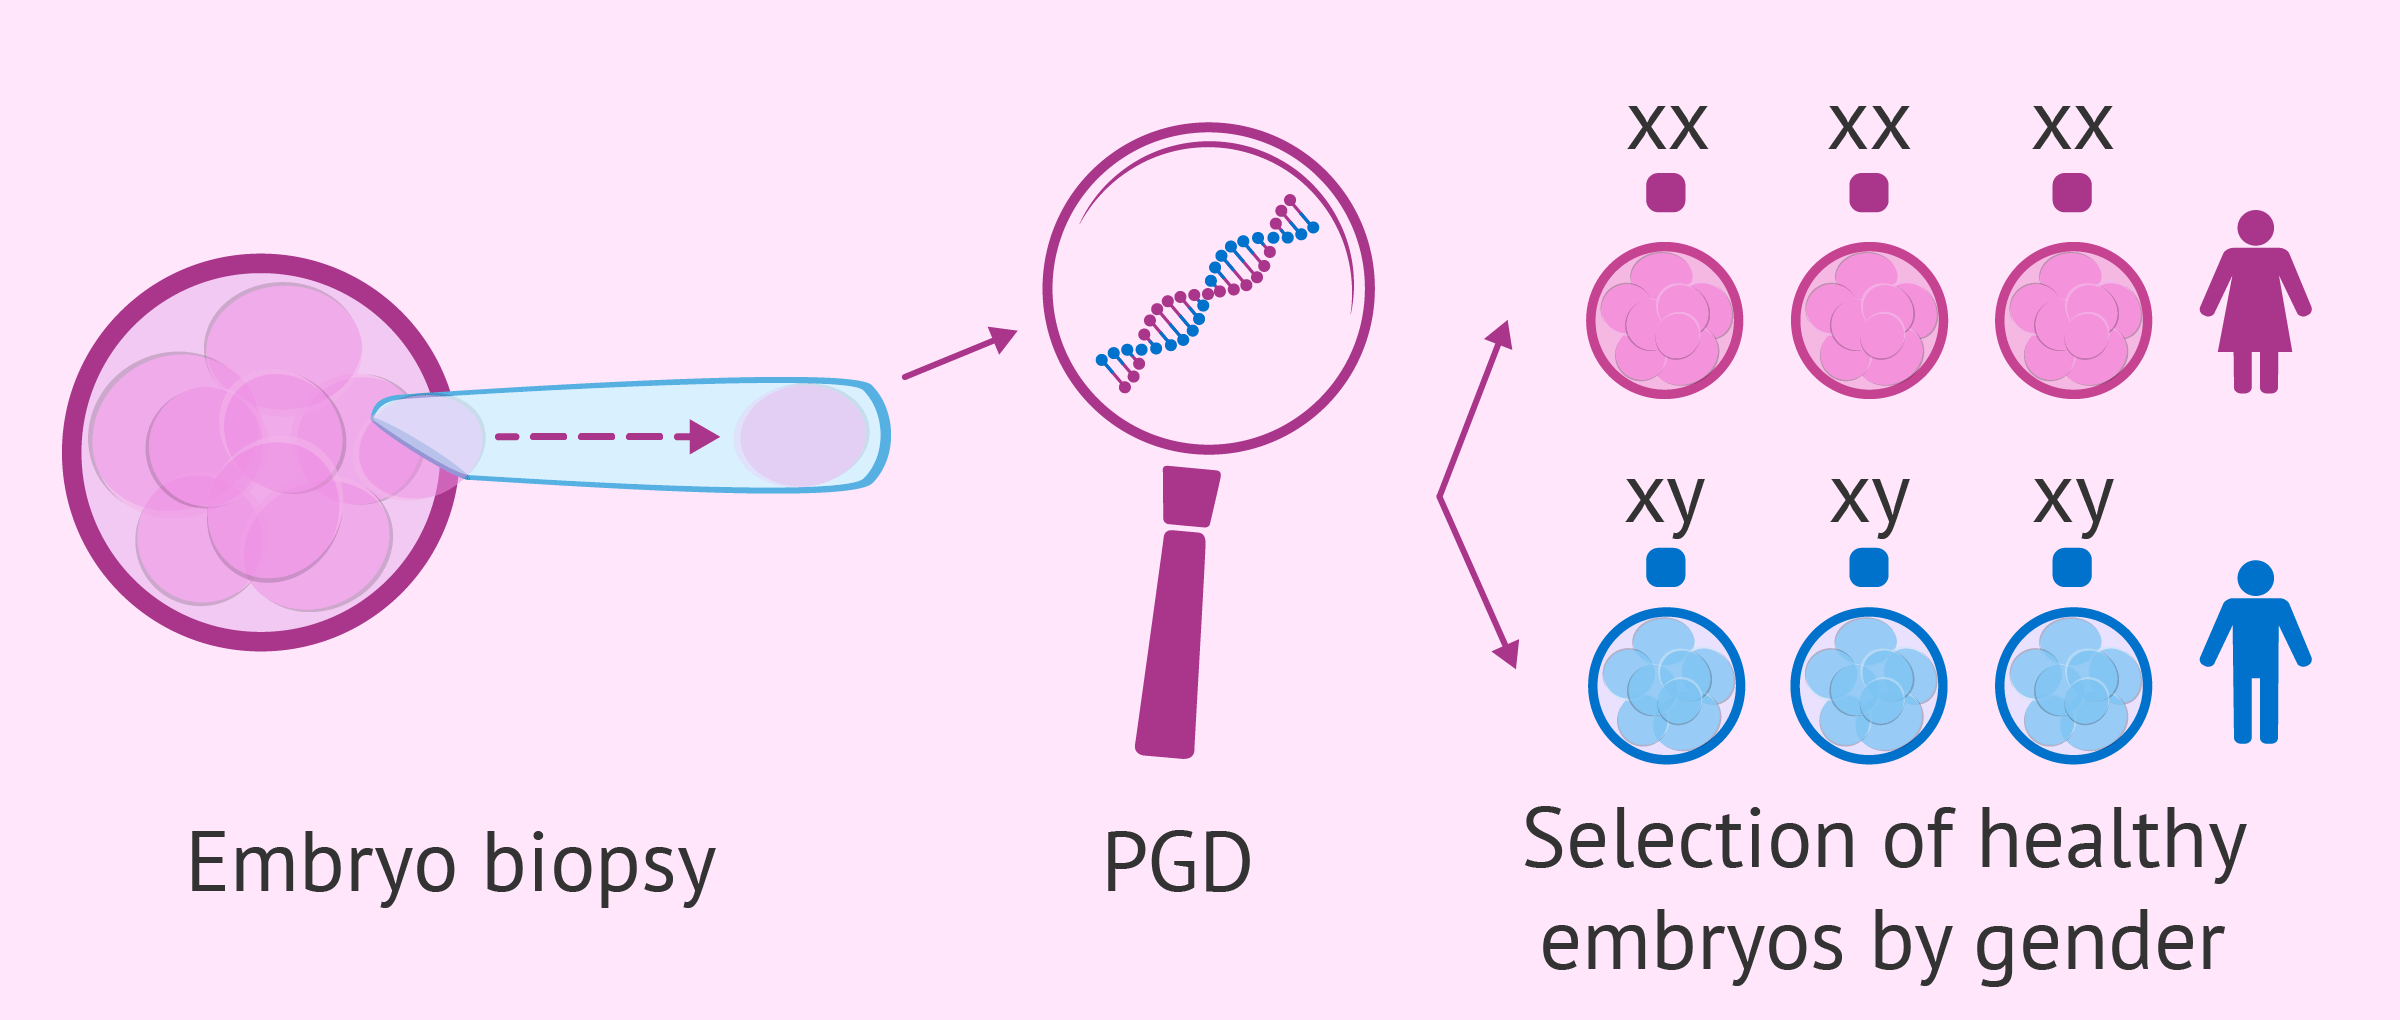 xx xx xx
xy xy xy
Embryo biopsy
PGD
Selection of healthy
embryos by gender